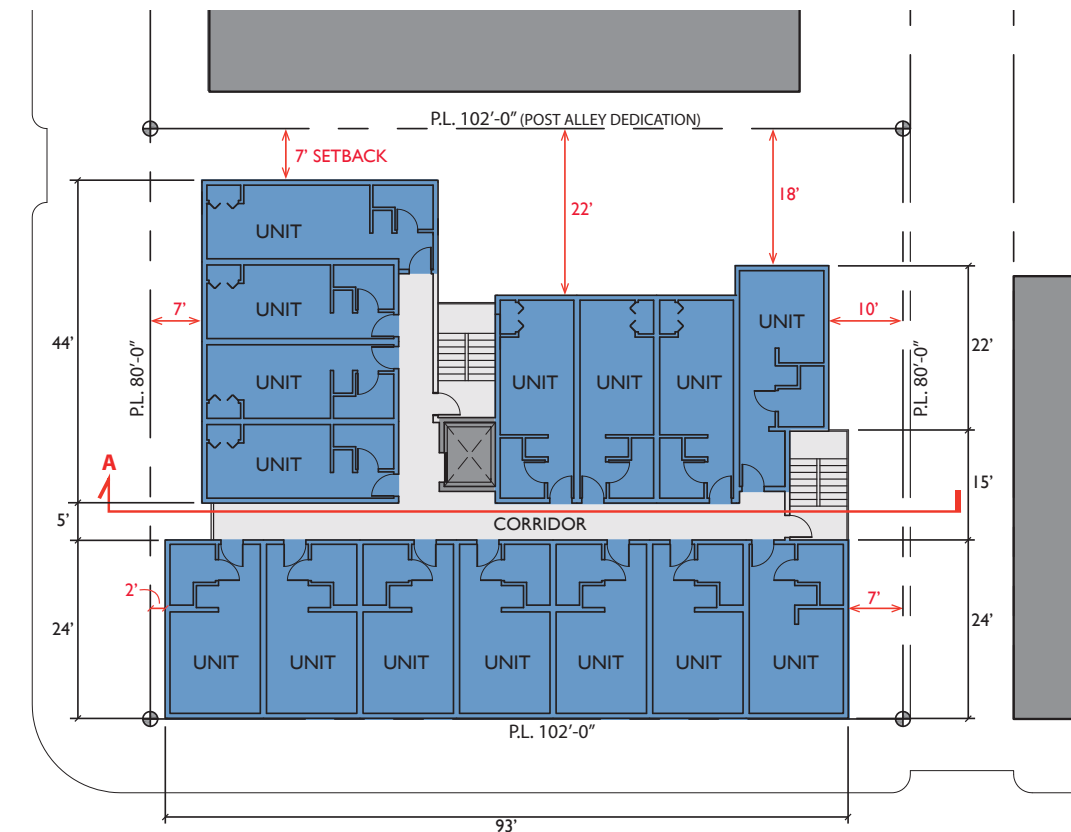 P.L. 102'-0" (POST ALLEY DEDICATION)
7' SETBACK
22'
18'
UNIT
7'
UNIT
UNIT
10'
44'
P.L. 80'-0"
UNIT
UNIT
UNIT
UNIT
P.L. 80'-0"
22'
UNIT
A
15'
5'
CORRIDOR
2'
7'
24'
24'
UNIT
UNIT
UNIT
UNIT
UNIT
UNIT
UNIT
P.L. 102'-0"
93'